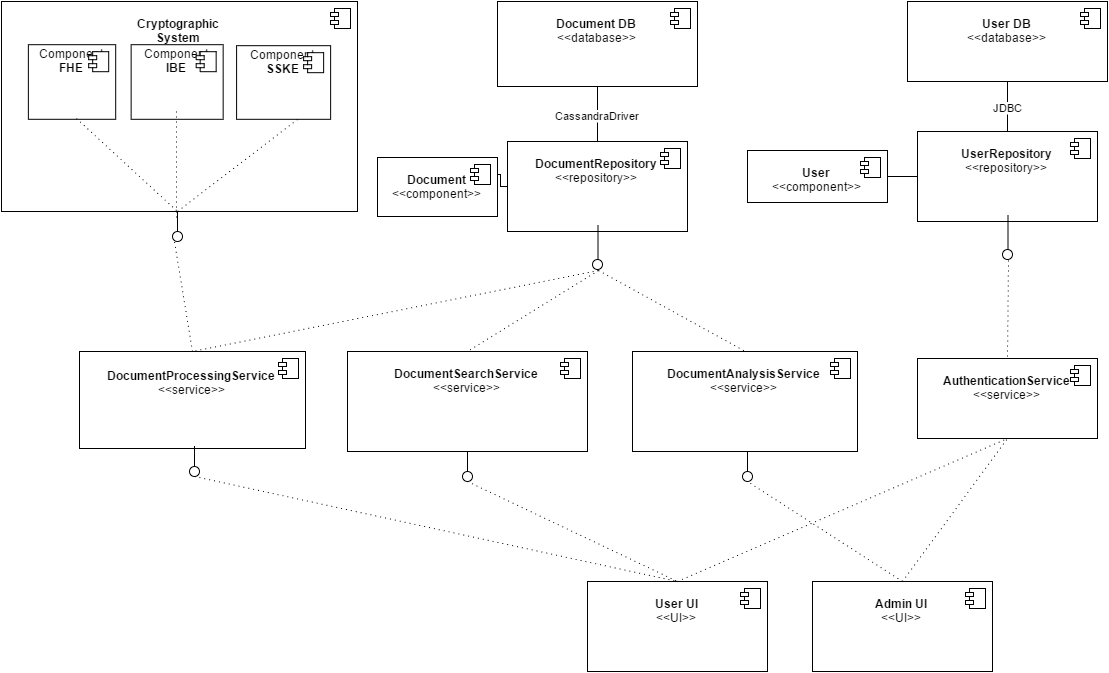 Cryptographic
System
Component
FHE
Component
IBE
Component
SSKE
Document DB
<<database>>
User DB
<<database>>
CassandraDriver
JDBC
Document
<<component>>
DocumentRepository
<<repository>>
User
<<component>>
UserRepository
<<repository>>
DocumentProcessingService
<<service>>
DocumentSearchService
<<service>>
DocumentAnalysisService
<<service>>
AuthenticationService
<<service>>
User UI
<<UI>>
Admin UI
<<UI>>